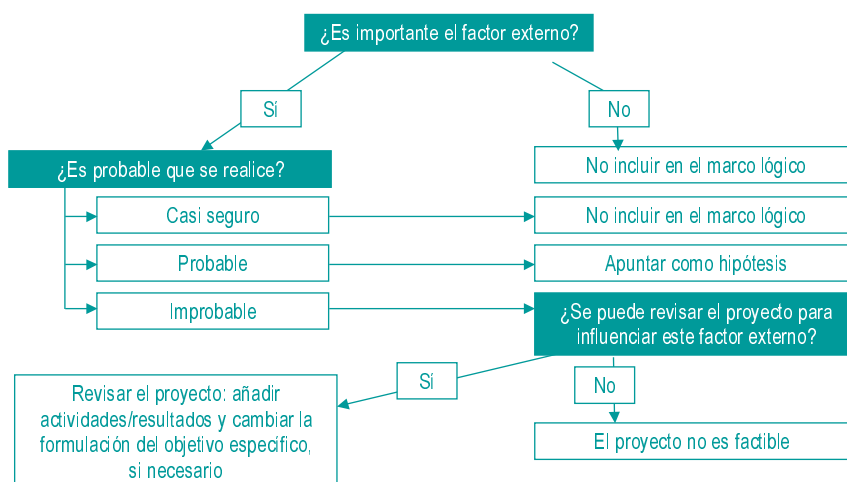 ¿Es importante el factor externo?
Sí
No
¿Es probable que se realice?
No incluir en el marco lógico
Casi seguro
No incluir en el marco lógico
Probable
Apuntar como hipótesis
Improbable
¿Se puede revisar el proyecto para
influenciar este factor externo?
Sí
No
Revisar el proyecto: añadir
actividades/resultados y cambiar la
formulación del objetivo específico,
si necesario
El proyecto no es factible